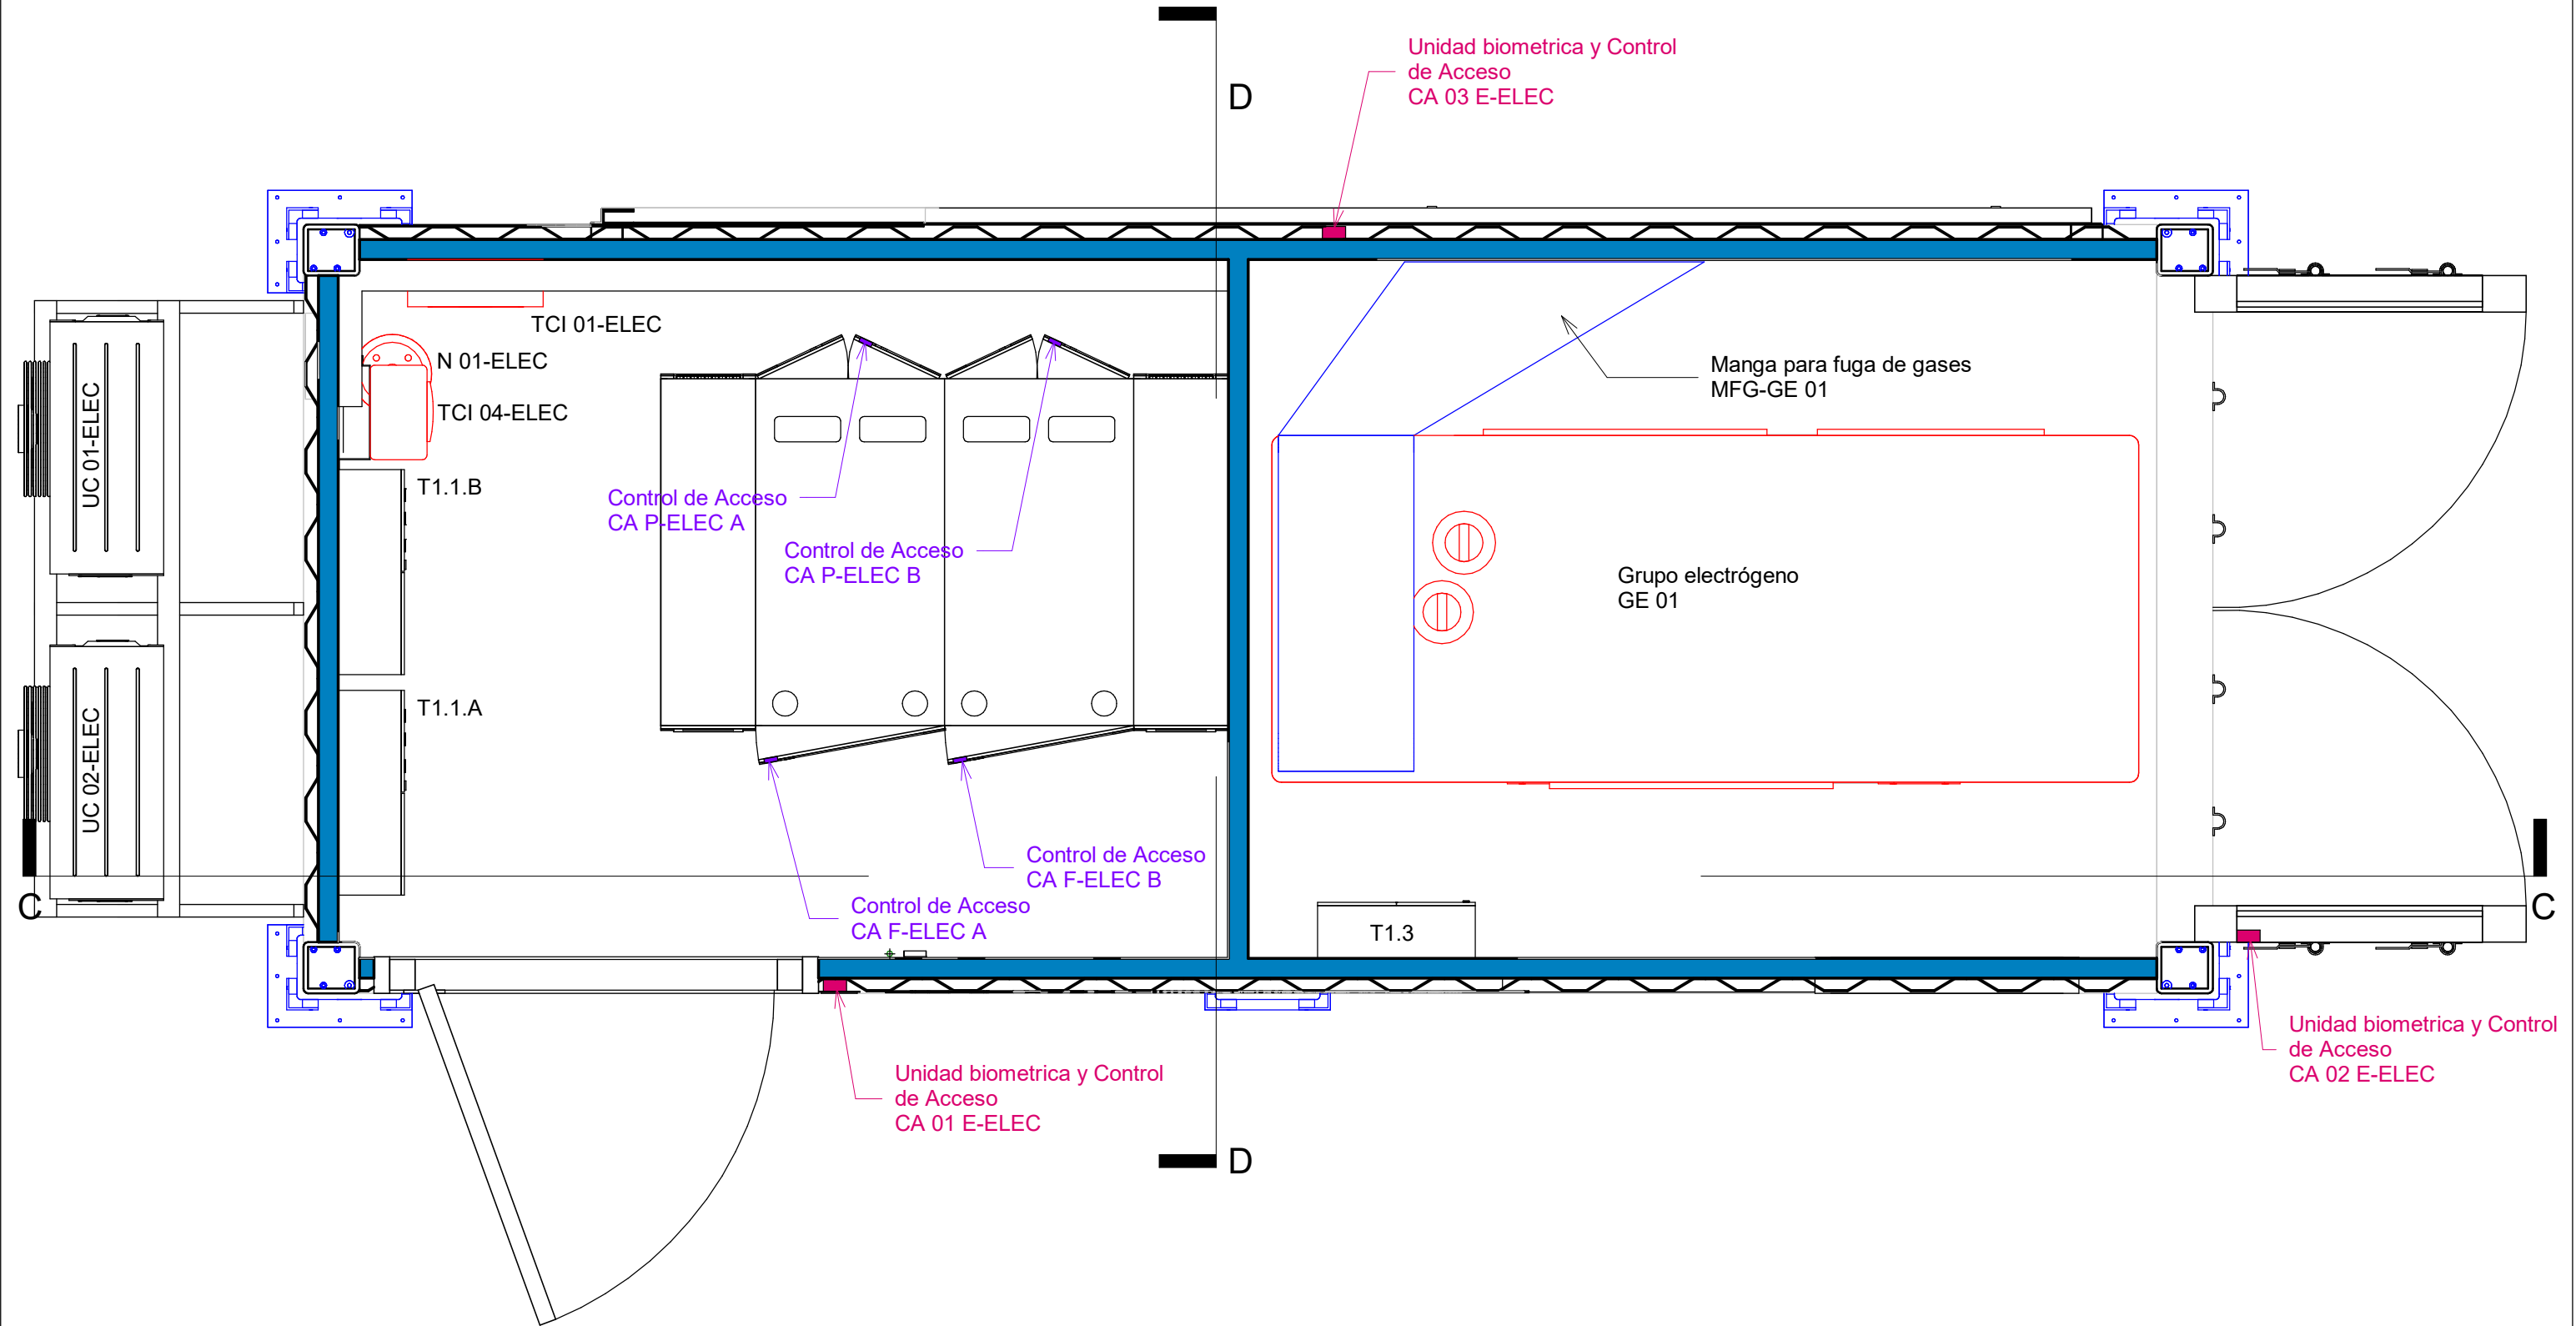 Unidad biometrica y Control
de Acceso
CA 03 E-ELEC
D
TCI 01-ELEC
N 01-ELEC
TCI 04-ELEC
UC 01-ELEC
T1.1.B
Manga para fuga de gases
MFG-GE 01
Control de Acceso
CA P-ELEC A
Control de Acceso
CA P-ELEC B
Grupo electrógeno
GE 01
T1.1.A
UC 02-ELEC
Control de Acceso
CA F-ELEC B
Control de Acceso
CA F-ELEC A
C
C
T1.3
Unidad biometrica y Control
de Acceso
CA 02 E-ELEC
Unidad biometrica y Control
de Acceso
CA 01 E-ELEC
D